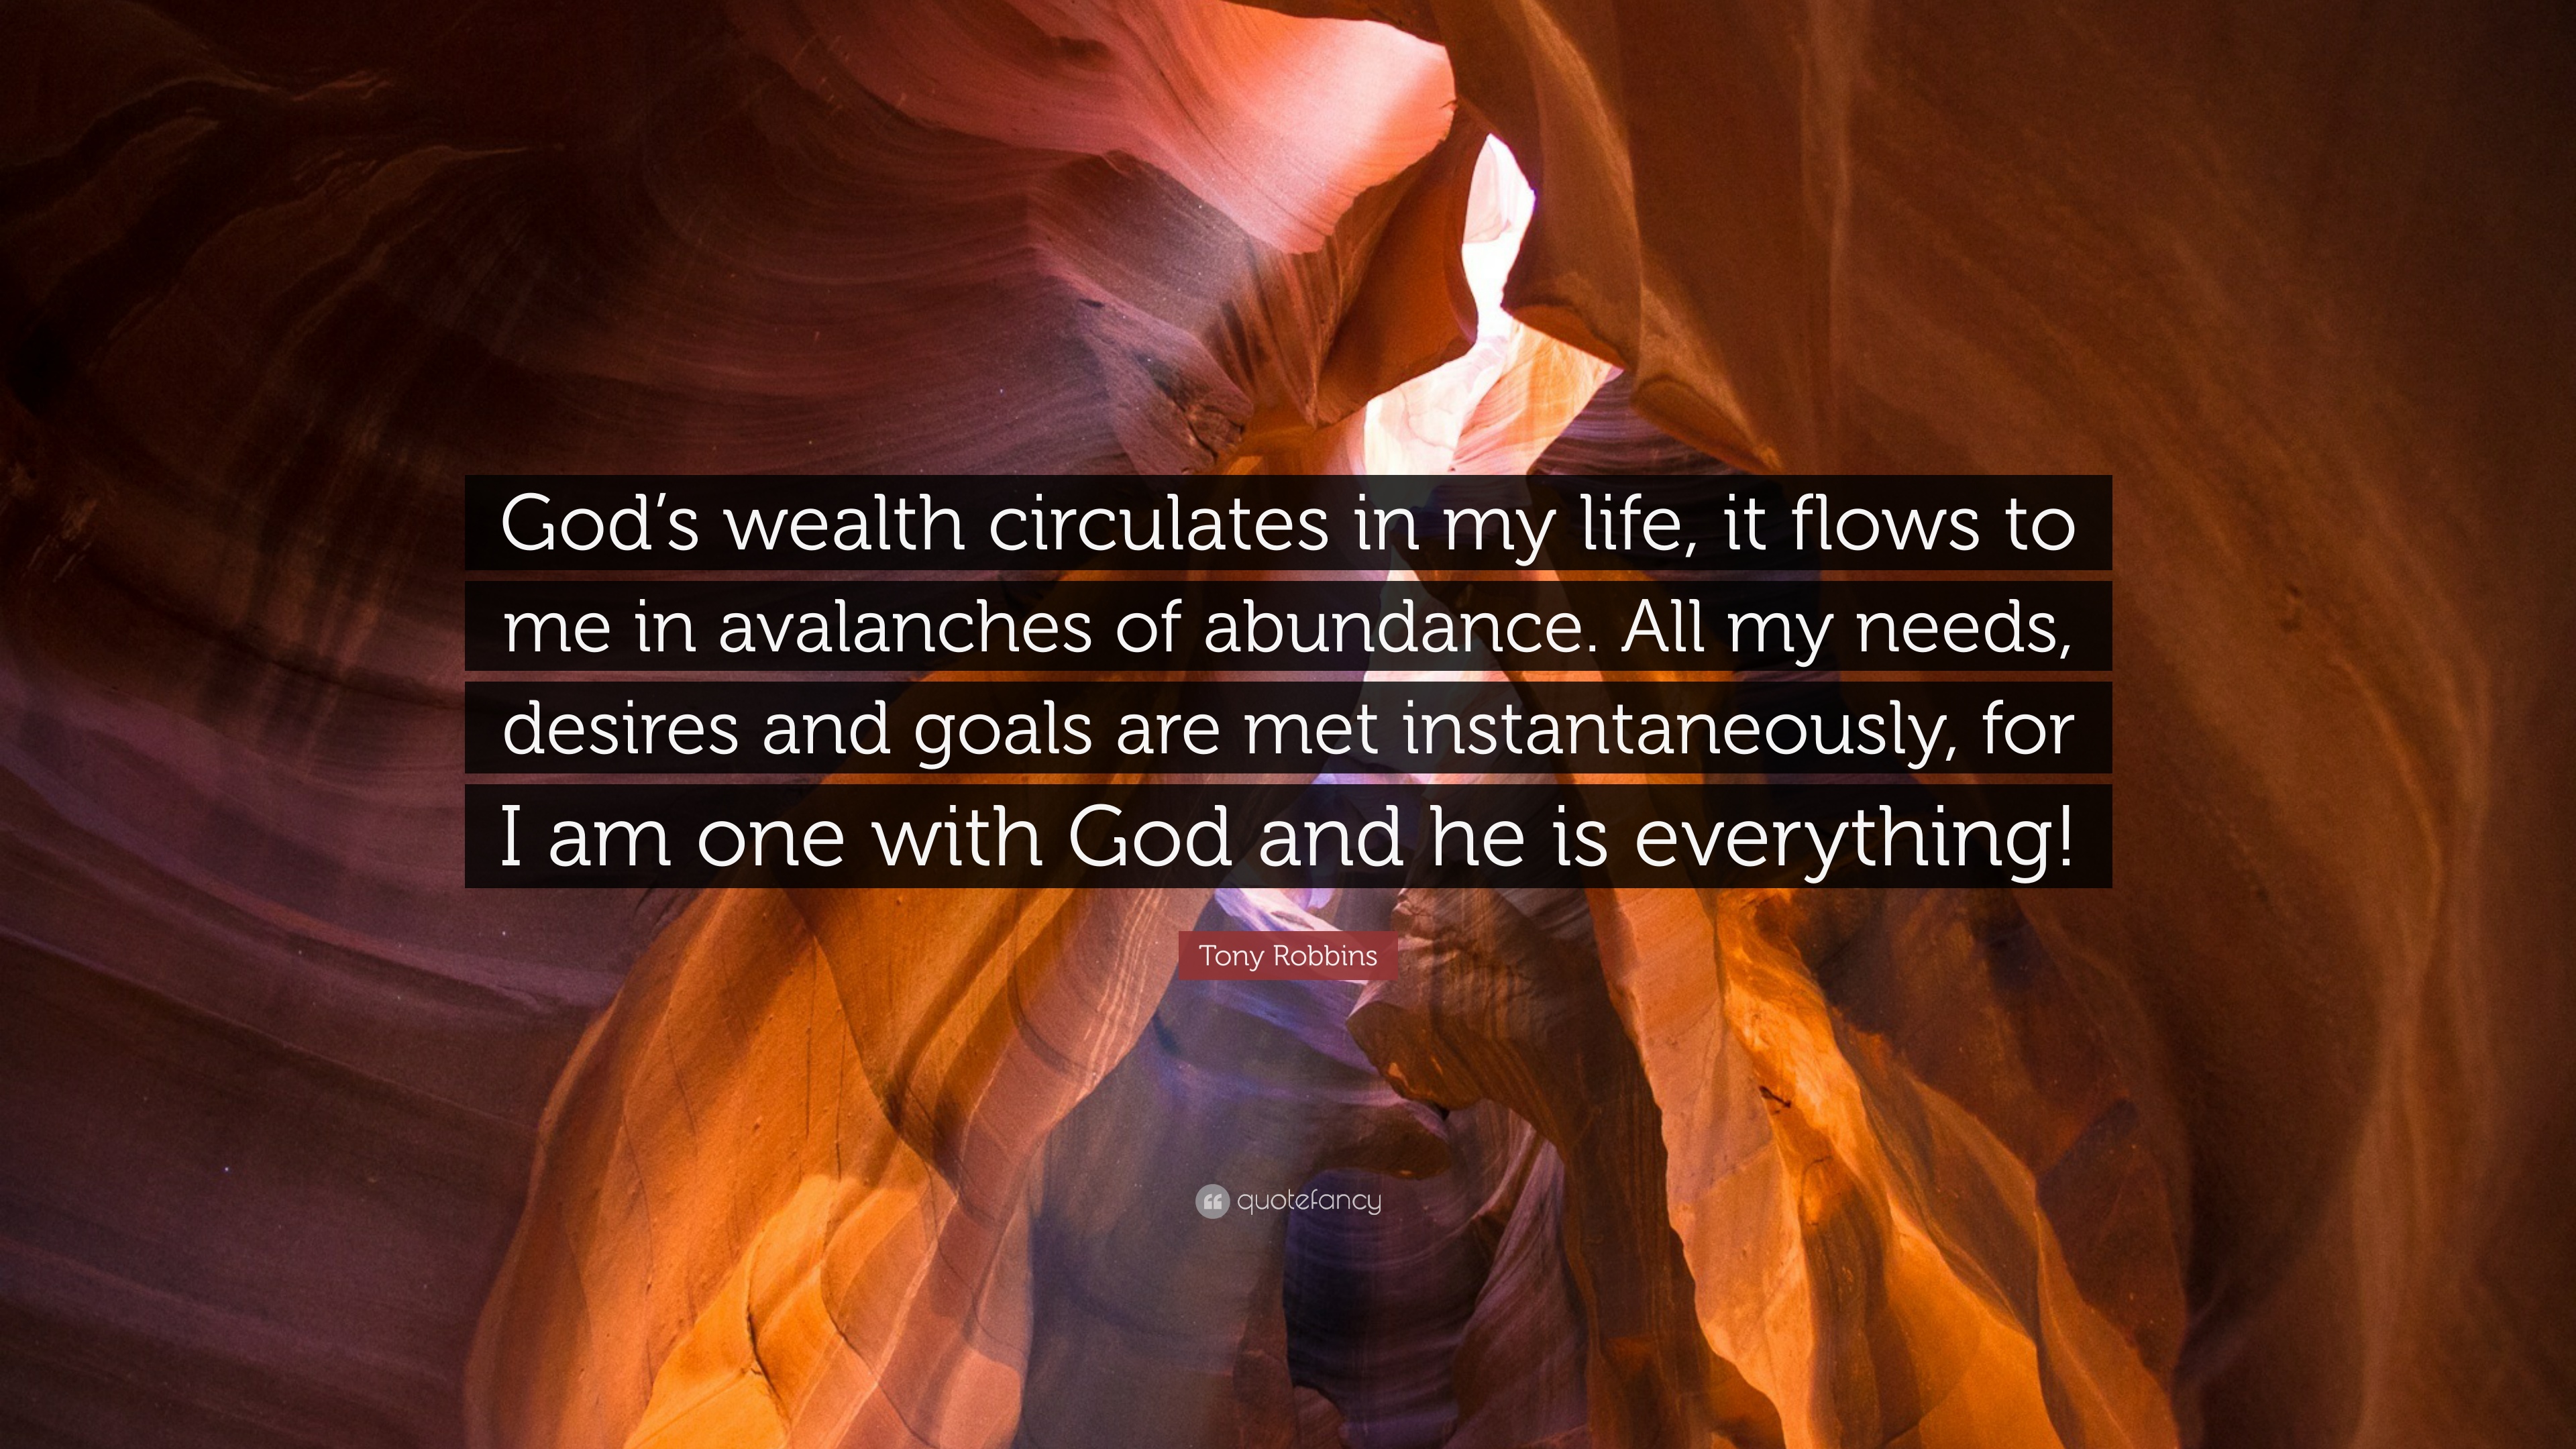 God’s wealth circulates in my life, it flows to
me in avalanches of abundance. All my needs,
desires and goals are met instantaneously, for
I am one with God and he is everything!
Tony Robbins
quotefancy